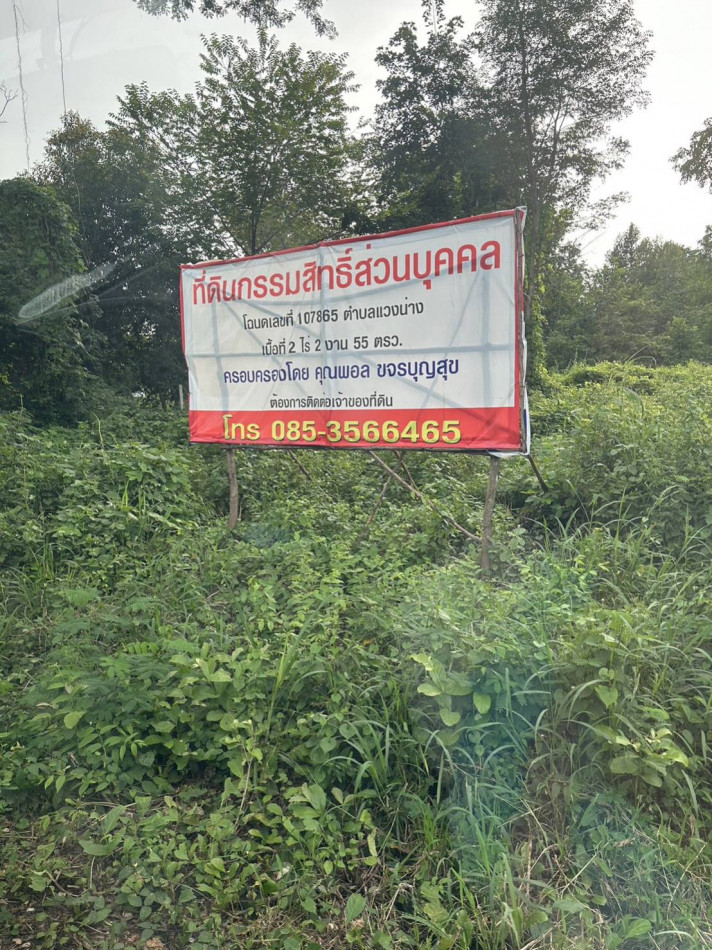 ที่ดินกรรมสิทธิ์ส่วนบุคคล
โฉนดเลขที่ 107865 ตำบลแวงน่าง
เนื้อที่ 2 ไร่ 2 งาน 55 ตรว.
ครอบครองโดย คุณพอล ขจรบุญสุข
ต้องการติดต่อเจ้าของที่ดิน
โทร 085-3566465